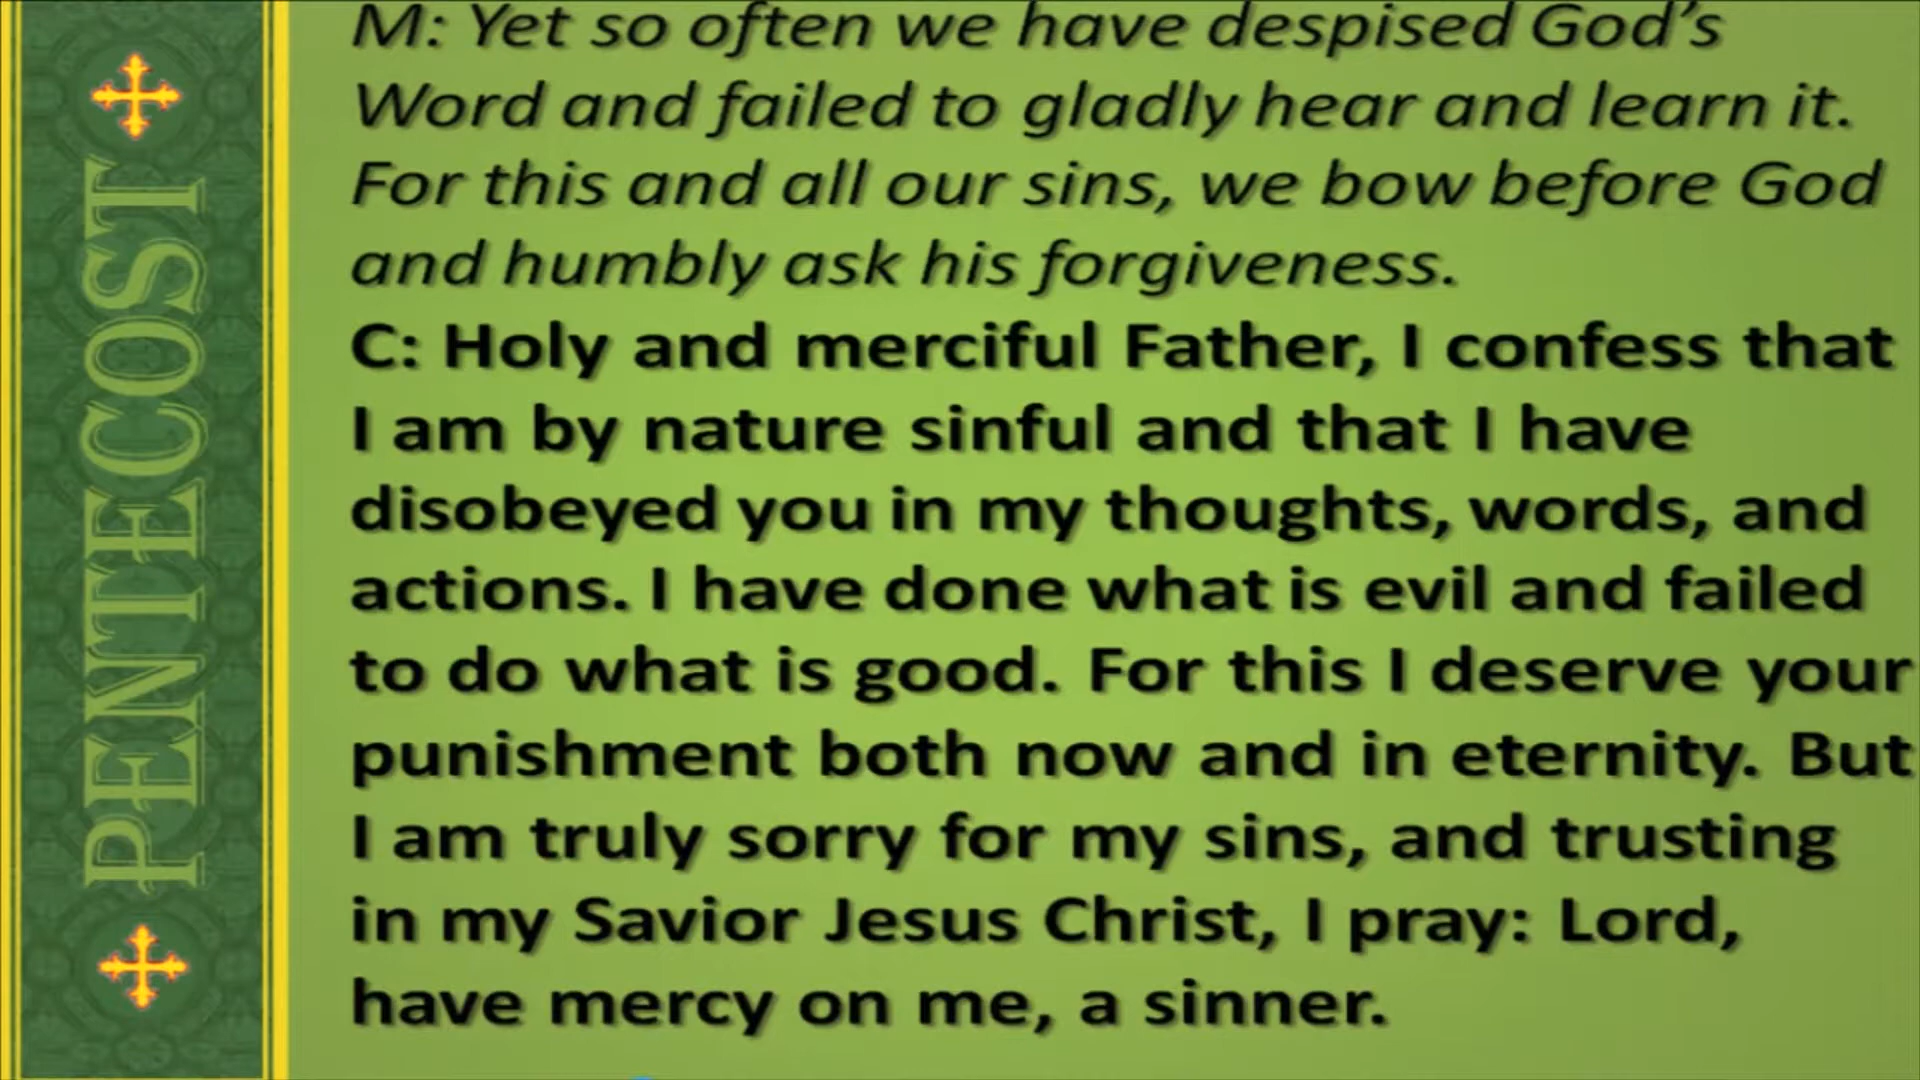 PENTECOST
M: Yet so often we have despised God’s
Word and failed to gladly hear and learn it.
For this and all our sins, we bow before God
and humbly ask his forgiveness.
C: Holy and merciful Father, I confess that
I am by nature sinful and that I have
disobeyed you in my thoughts, words, and
actions. I have done what is evil and failed
to do what is good. For this I deserve your
punishment both now and in eternity. But
I am truly sorry for my sins, and trusting
in my Savior Jesus Christ, I pray: Lord,
have mercy on me, a sinner.